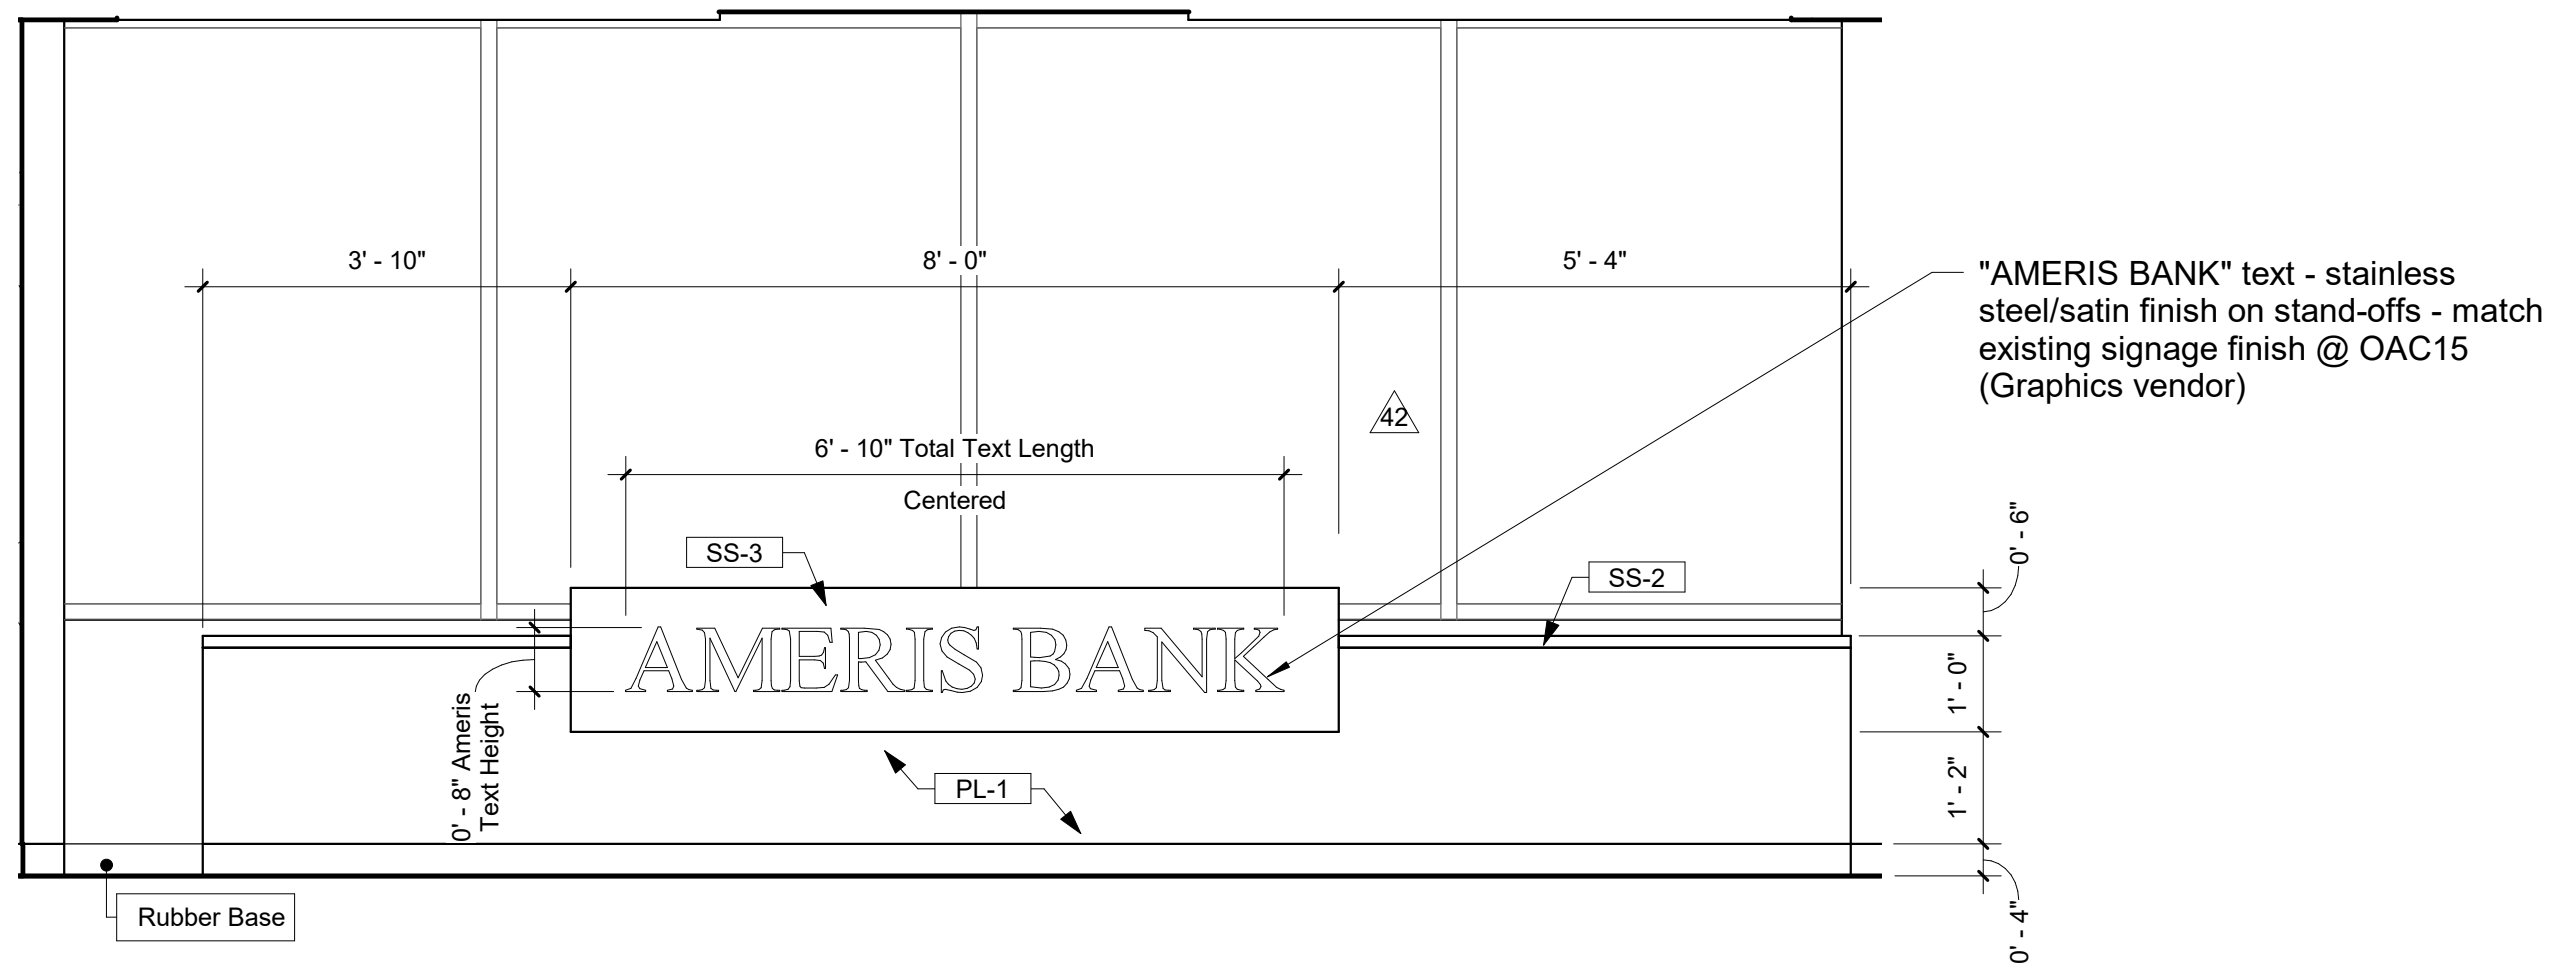 3' - 10"
8' - 0"
5' - 4"
"AMERIS BANK" text - stainless
steel/satin finish on stand-offs - match
existing signage finish @ OAC15
(Graphics vendor)
42
6' - 10" Total Text Length
Centered
SS-3
SS-2
0' - 6"
AMERIS BANK
1' - 0"
0' - 8" Ameris
Text Height
PL-1
1' - 2"
Rubber Base
0' - 4"